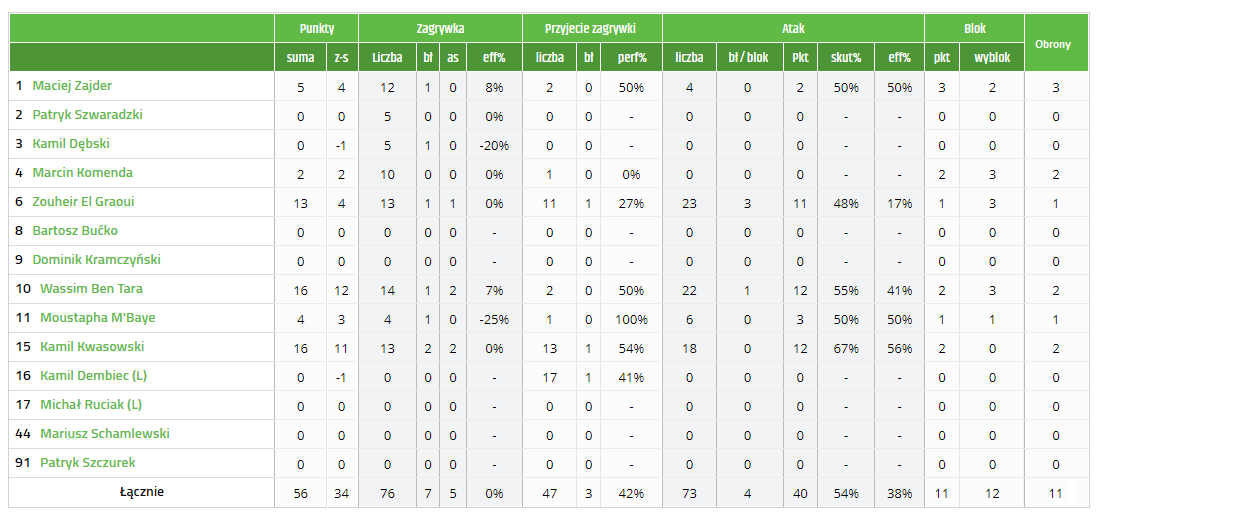 Punkty Zagrywka Przyjecie zagrywki Atak Blok Obrony
suma z-s Liczba bł as eff% liczba bł perf% liczba bł / blok Pkt skut% eff% pkt wyblok
1 Maciej Zajder 5 4 12 1 0 8% 2 0 50% 4 0 2 50% 50% 3 2 3
2 Patryk Szwaradzki 0 0 5 0 0 0% 0 0 - 0 0 0 - - 0 0 0
3 Kamil Dębski 0 -1 5 1 0 -20% 0 0 - 0 0 0 - - 0 0 0
4 Marcin Komenda 2 2 10 0 0 0% 1 0 0% 0 0 0 - - 2 3 2
6 Zouheir El Graoui 13 4 13 1 1 0% 11 1 27% 23 3 11 48% 17% 1 3 1
8 Bartosz Bućko 0 0 0 0 0 - 0 0 - 0 0 0 - - 0 0 0
9 Dominik Kramczyński 0 0 0 0 0 - 0 0 - 0 0 0 - - 0 0 0
10 Wassim Ben Tara 16 12 14 1 2 7% 2 0 50% 22 1 12 55% 41% 2 3 2
11 Moustapha M'Baye 4 3 4 1 0 -25% 1 0 100% 6 0 3 50% 50% 1 1 1
15 Kamil Kwasowski 16 11 13 2 2 0% 13 1 54% 18 0 12 67% 56% 2 0 2
16 Kamil Dembiec (L) 0 -1 0 0 0 - 17 1 41% 0 0 0 - - 0 0 0
17 Michał Ruciak (L) 0 0 0 0 0 - 0 0 - 0 0 0 - - 0 0 0
44 Mariusz Schamlewski 0 0 0 0 0 - 0 0 - 0 0 0 - - 0 0 0
91 Patryk Szczurek 0 0 0 0 0 - 0 0 - 0 0 0 - - 0 0 0
Łącznie 56 34 76 7 5 0% 47 3 42% 73 4 40 54% 38% 11 12 11